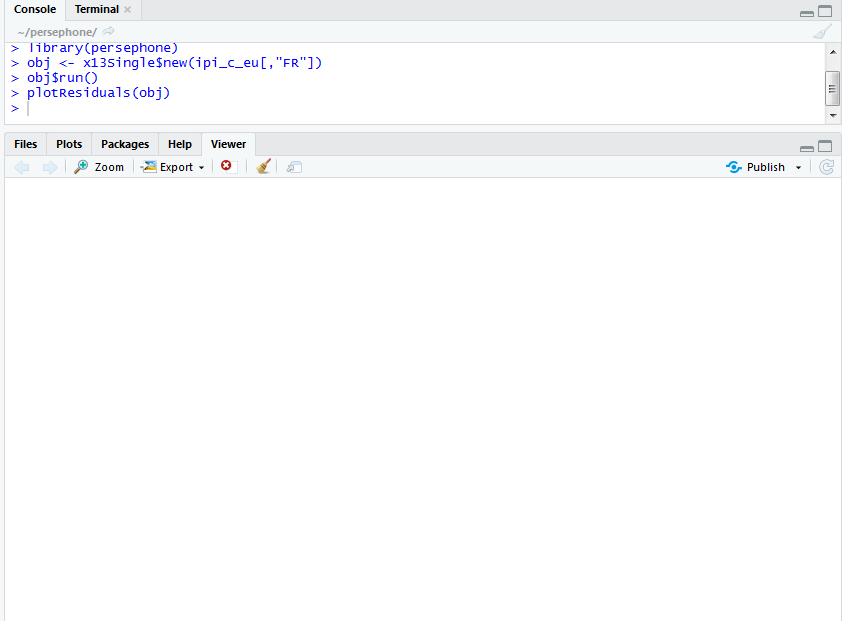 Console Terminal
~/persephone/
> library(persephone)
> obj <- x13Single$new(ipi_c_eu[,"FR"])
> obj$run()
> plotResiduals(obj)
>
Files Plots Packages Help Viewer
Zoom Export Publish